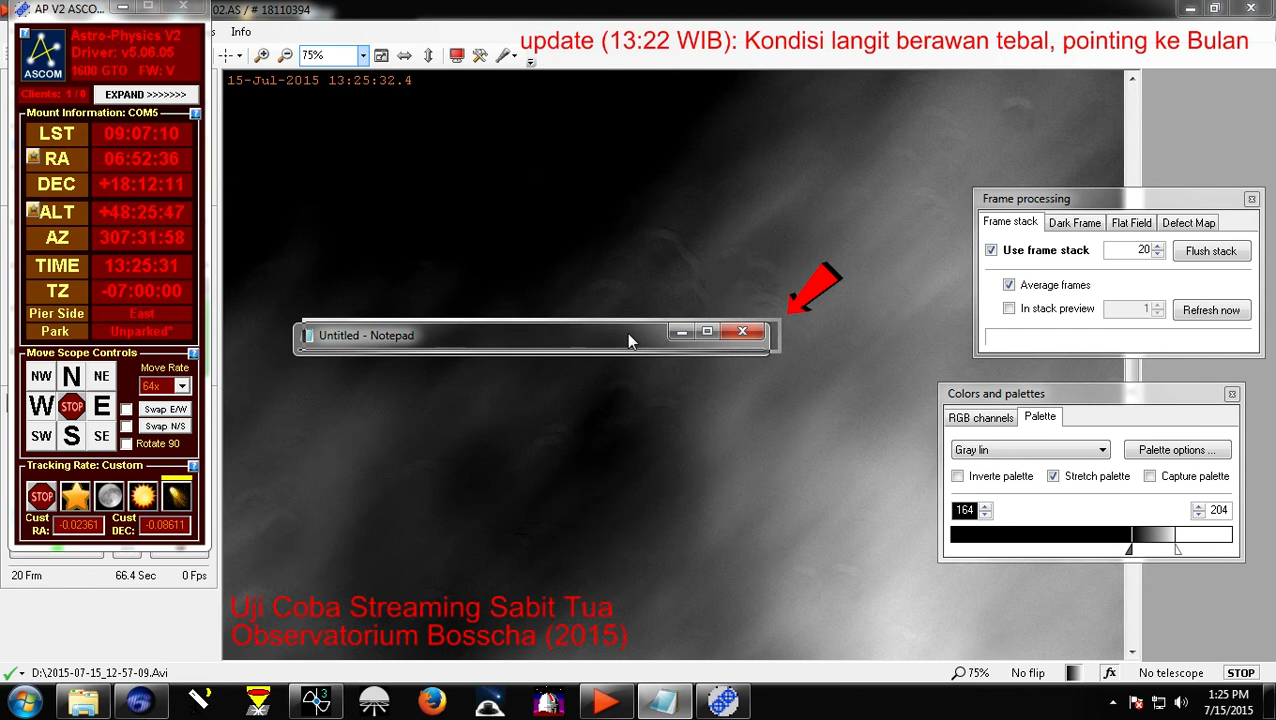 AP V2 ASCO...
02.AS / # 18110394
Astro-Physics V2
Driver: v5.06.05
1600 GTO FW: V
ASCOM
Clients: 1 / 0
EXPAND >>>>>>>
Info
75%
update (13:22 WIB): Kondisi langit berawan tebal, pointing ke Bulan
15-Jul-2015 13:25:32.4
Mount Information: COM5
LST 09:07:10
RA 06:52:36
DEC +18:12:11
ALT +48:25:47
AZ 307:31:58
TIME 13:25:31
TZ -07:00:00
Pier Side East
Park Unparked"
Move Scope Controls
NW N NE
W STOP E
SW S SE
Move Rate
64x
Swap E/W
Swap N/S
Rotate 90
Tracking Rate: Custom
STOP
Cust RA: -0.02361
Cust DEC: -0.08611
20 Frm 66.4 Sec 0 Fps
Untitled - Notepad
Frame processing
Frame stack Dark Frame Flat Field Defect Map
Use frame stack 20 Flush stack
Average frames
In stack preview 1 Refresh now
Colors and palettes
RGB channels Palette
Gray lin Palette options ...
Inverte palette Stretch palette Capture palette
164 204
Uji Coba Streaming Sabit Tua
Observatorium Bosscha (2015)
D:\2015-07-15_12-57-09.Avi
75% No flip fx No telescope STOP
1:25 PM
7/15/2015